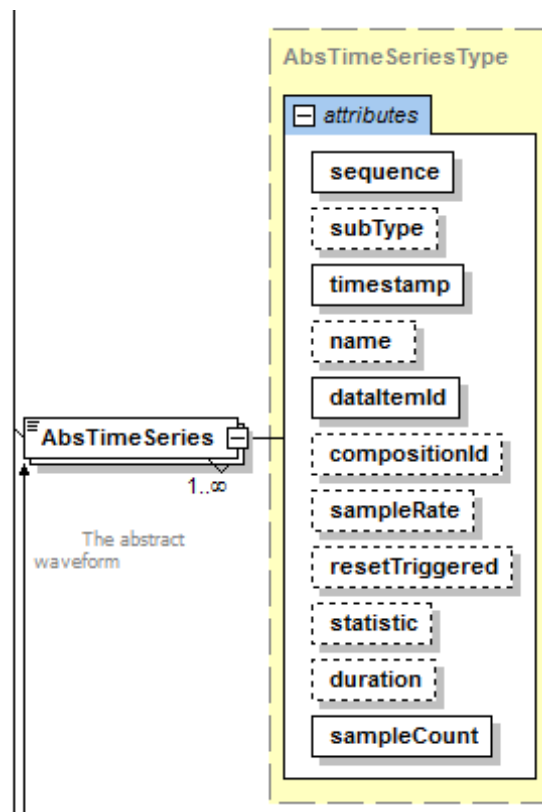 AbsTimeSeriesType
attributes
sequence
subType
timestamp
name
dataItemId
AbsTimeSeries
compositionId
1..∞
sampleRate
The abstract
waveform
resetTriggered
statistic
duration
sampleCount